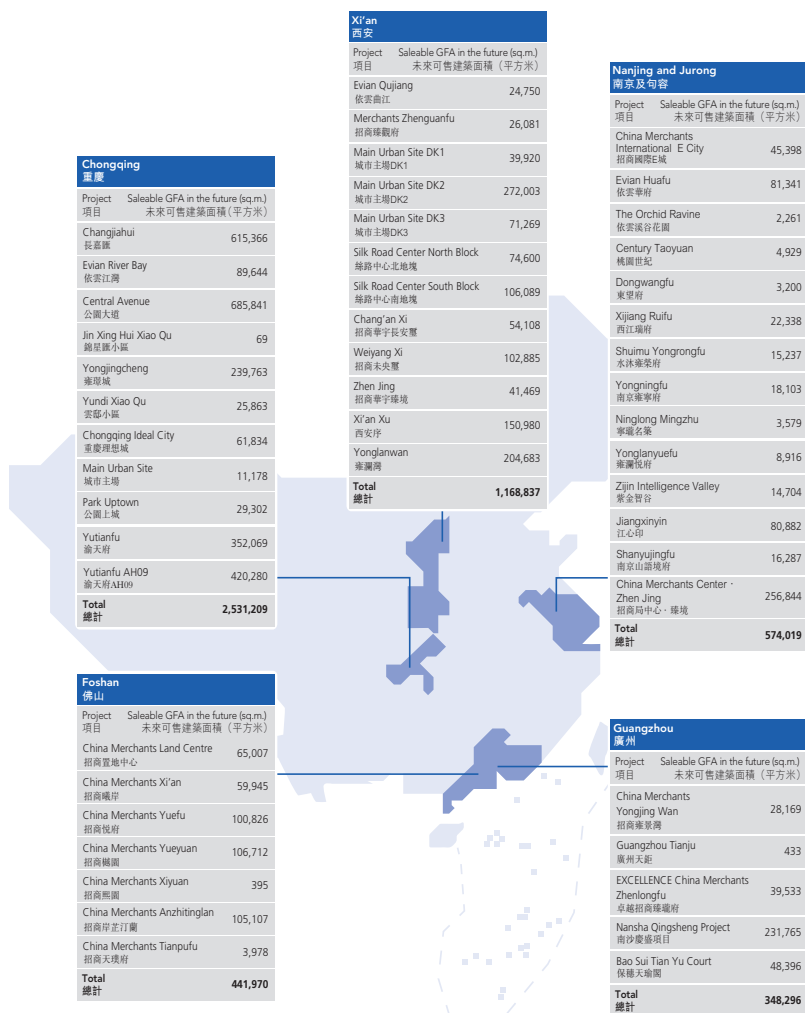 Xi'an
西安
Project Saleable GFA in the future (sq.m.)
項目 未來可售建築面積（平方米）
Evian Qujiang
依雲曲江 24,750
Merchants Zhenguanfu
招商臻觀府 26,081
Main Urban Site DK1
城市主場DK1 39,920
Main Urban Site DK2
城市主場DK2 272,003
Main Urban Site DK3
城市主場DK3 71,269
Silk Road Center North Block
絲路中心北地塊 74,600
Silk Road Center South Block
絲路中心南地塊 106,089
Chang'an Xi
招商華宇長安璽 54,108
Weiyang Xi
招商未央璽 102,885
Zhen Jing
招商華宇臻境 41,469
Xi'an Xu
西安序 150,980
Yonglanwan
雍瀾灣 204,683
Total
總計 1,168,837
Nanjing and Jurong
南京及句容
Project Saleable GFA in the future (sq.m.)
項目 未來可售建築面積（平方米）
China Merchants
International E City
招商國際E城 45,398
Evian Huafu
依雲華府 81,341
The Orchid Ravine
依雲溪谷花園 2,261
Century Taoyuan
桃園世紀 4,929
Dongwangfu
東望府 3,200
Xijiang Ruifu
西江瑞府 22,338
Shuimu Yongrongfu
水沐雍榮府 15,237
Yongningfu
南京雍寧府 18,103
Ninglong Mingzhu
寧瓏名築 3,579
Yonglanyuefu
雍瀾悦府 8,916
Zijin Intelligence Valley
紫金智谷 14,704
Jiangxinyin
江心印 80,882
Shanyujingfu
南京山語境府 16,287
China Merchants Center ·
Zhen Jing
招商局中心 · 臻境 256,844
Total
總計 574,019
Chongqing
重慶
Project Saleable GFA in the future (sq.m.)
項目 未來可售建築面積（平方米）
Changjiahui
長嘉匯 615,366
Evian River Bay
依雲江灣 89,644
Central Avenue
公園大道 685,841
Jin Xing Hui Xiao Qu
錦星匯小區 69
Yongjingcheng
雍璟城 239,763
Yundi Xiao Qu
雲邸小區 25,863
Chongqing Ideal City
重慶理想城 61,834
Main Urban Site
城市主場 11,178
Park Uptown
公園上城 29,302
Yutianfu
渝天府 352,069
Yutianfu AH09
渝天府AH09 420,280
Total
總計 2,531,209
Foshan
佛山
Project Saleable GFA in the future (sq.m.)
項目 未來可售建築面積（平方米）
China Merchants Land Centre
招商置地中心 65,007
China Merchants Xi'an
招商曦岸 59,945
China Merchants Yuefu
招商悦府 100,826
China Merchants Yueyuan
招商樾園 106,712
China Merchants Xiyuan
招商熙園 395
China Merchants Anzhitinglan
招商岸芷汀蘭 105,107
China Merchants Tianpufu
招商天璞府 3,978
Total
總計 441,970
Guangzhou
廣州
Project Saleable GFA in the future (sq.m.)
項目 未來可售建築面積（平方米）
China Merchants
Yongjing Wan
招商雍景灣 28,169
Guangzhou Tianju
廣州天鉅 433
EXCELLENCE China Merchants
Zhenlongfu
卓越招商臻瓏府 39,533
Nansha Qingsheng Project
南沙慶盛項目 231,765
Bao Sui Tian Yu Court
保穗天瑜閣 48,396
Total
總計 348,296